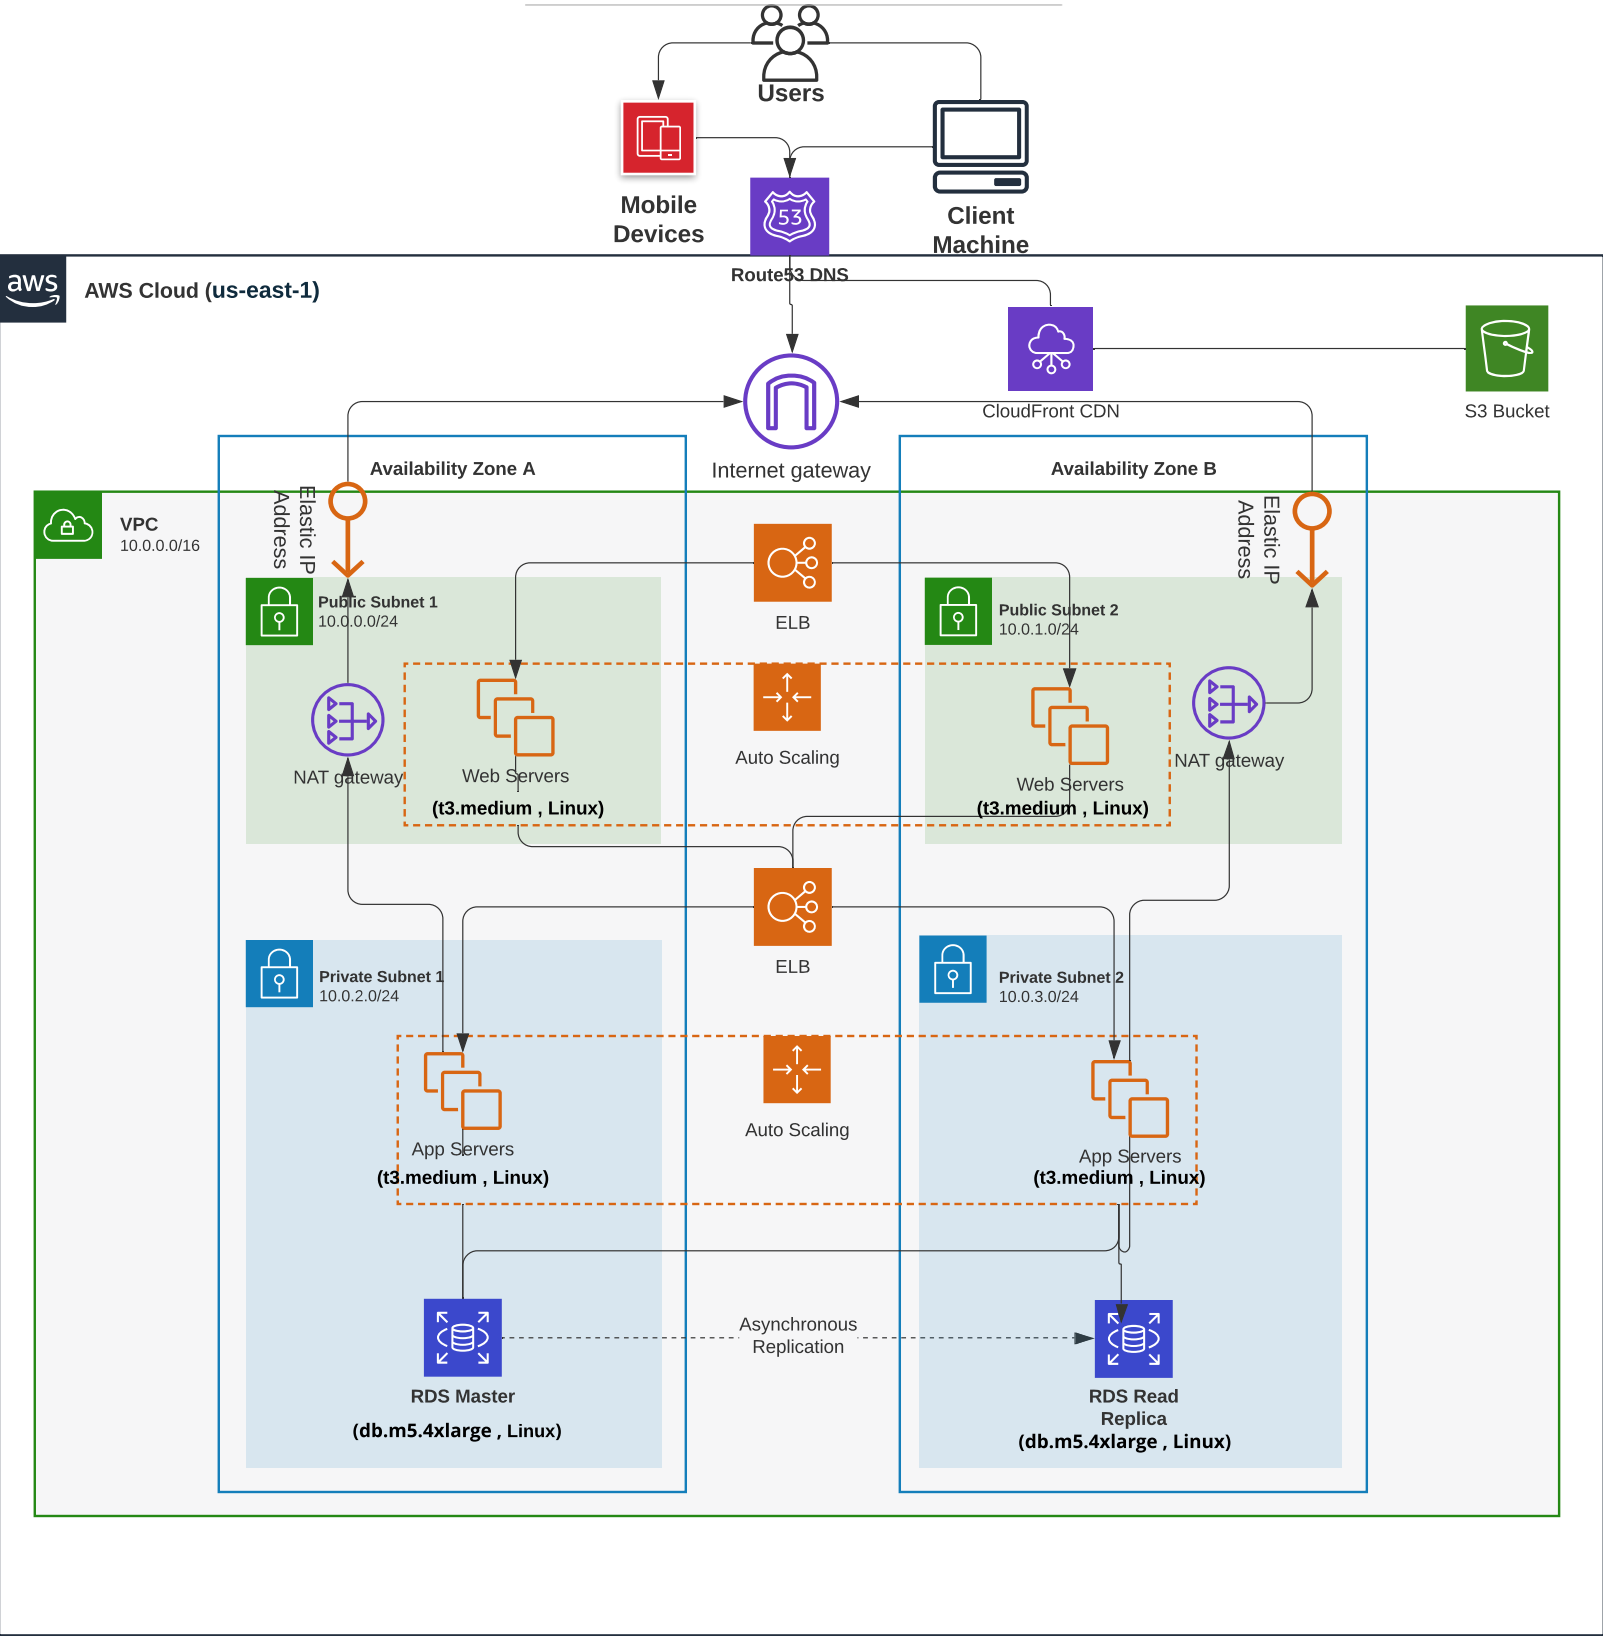 Users
Mobile
Devices
53
Client
Machine
Route53 DNS
aws
AWS Cloud (us-east-1)
CloudFront CDN
S3 Bucket
Internet gateway
Availability Zone A
Availability Zone B
VPC
10.0.0.0/16
Elastic IP
Address
Elastic IP
Address
Public Subnet 1
10.0.0.0/24
ELB
Public Subnet 2
10.0.1.0/24
NAT gateway
Web Servers
(t3.medium , Linux)
Auto Scaling
Web Servers
(t3.medium , Linux)
NAT gateway
ELB
Private Subnet 1
10.0.2.0/24
Private Subnet 2
10.0.3.0/24
App Servers
(t3.medium , Linux)
Auto Scaling
App Servers
(t3.medium , Linux)
Asynchronous
Replication
RDS Master
(db.m5.4xlarge , Linux)
RDS Read
Replica
(db.m5.4xlarge , Linux)